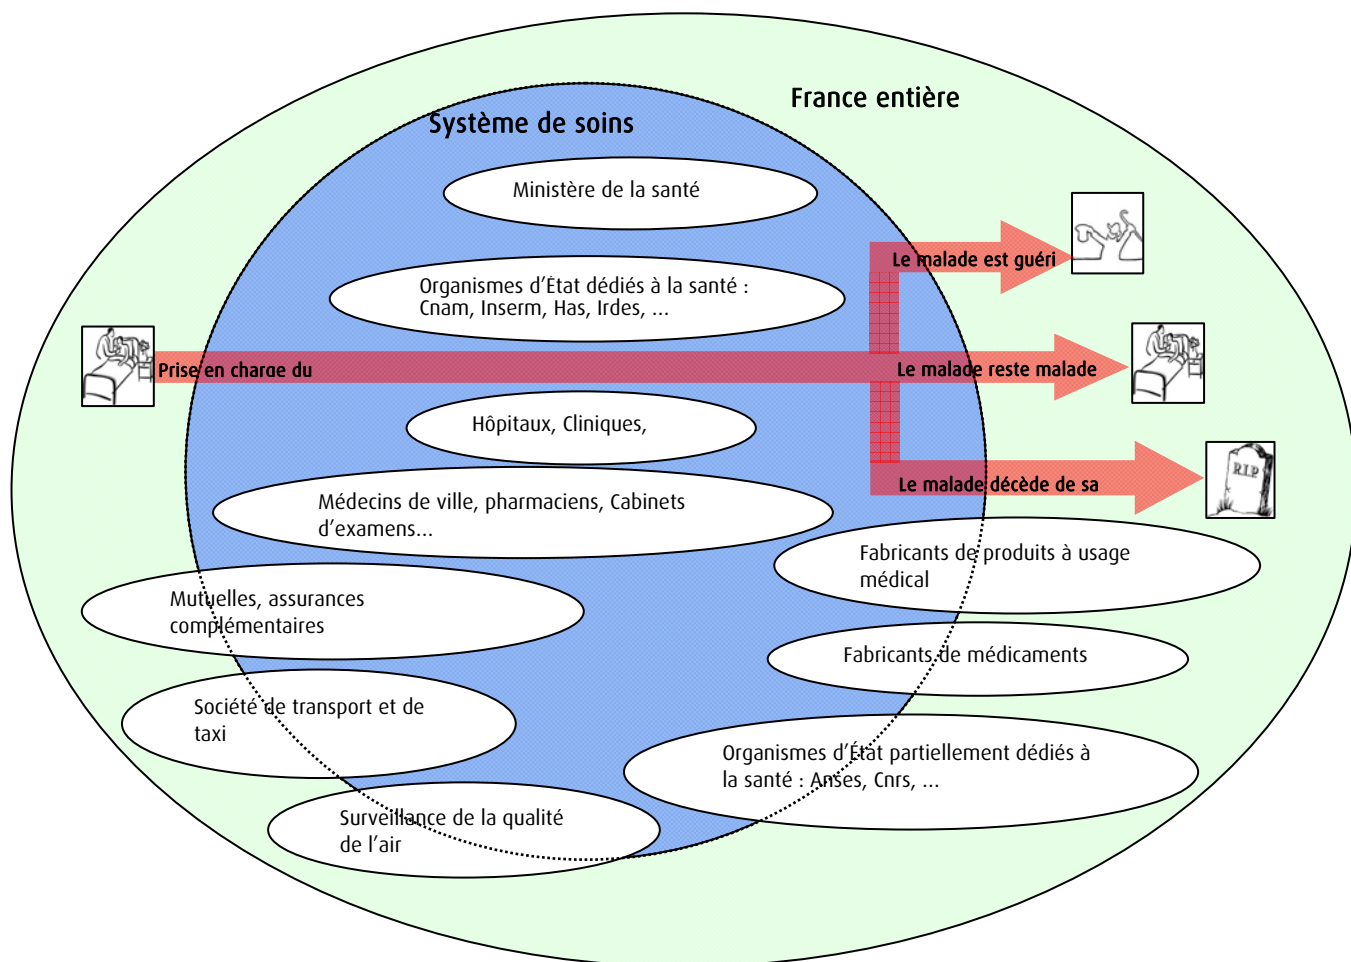 France entière
Système de soins
Ministère de la santé
Le malade est guéri
Organismes d'État dédiés à la santé :
Cnam, Inserm, Has, Irdes, ...
Prise en charge du
Le malade reste malade
Hôpitaux, Cliniques,
R.I.P
Le malade décède de sa
Médecins de ville, pharmaciens, Cabinets
d'examens...
Fabricants de produits à usage
médical
Mutuelles, assurances
complémentaires
Fabricants de médicaments
Société de transport et de
taxi
Organismes d'État partiellement dédiés à
la santé : Anses, Cnrs, ...
Surveillance de la qualité
de l'air